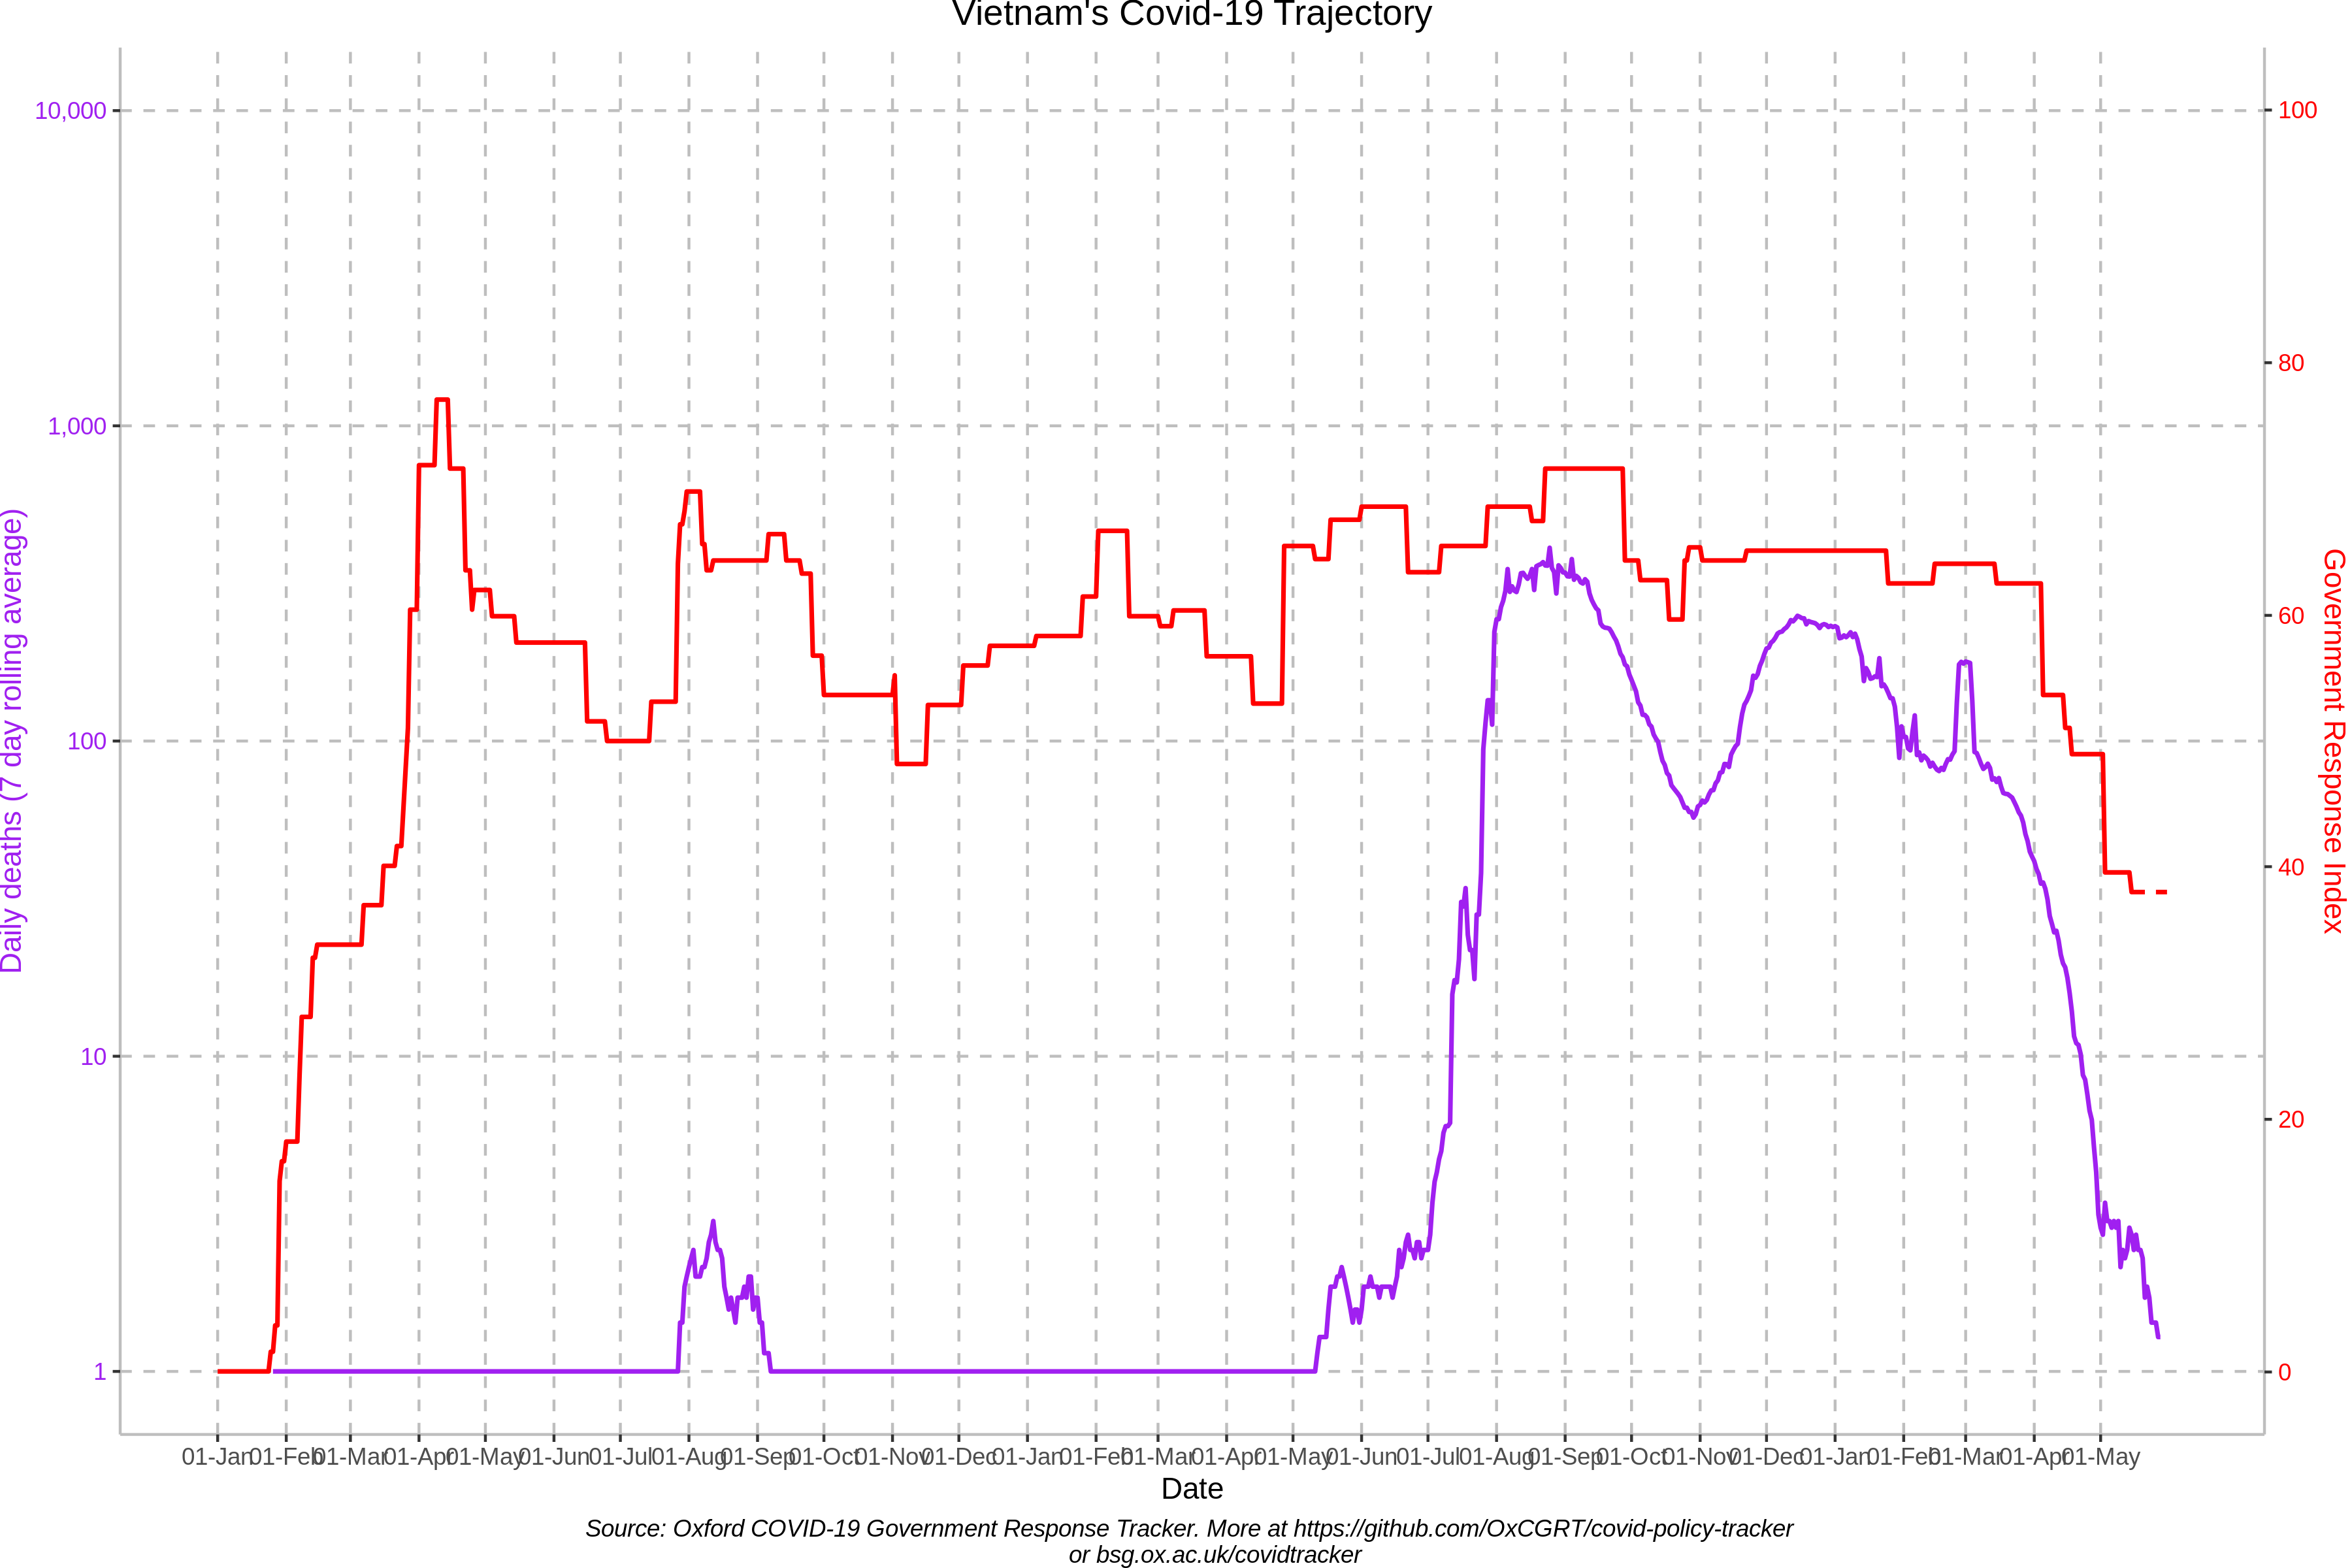 Vietnam's Covid-19 Trajectory
10,000
1,000
100
10
1
Daily deaths (7 day rolling average)
100
80
60
40
20
0
Government Response Index
01-Jan 01-Feb 01-Mar 01-Apr 01-May 01-Jun 01-Jul 01-Aug 01-Sep 01-Oct 01-Nov 01-Dec 01-Jan 01-Feb 01-Mar 01-Apr 01-May 01-Jun 01-Jul 01-Aug 01-Sep 01-Oct 01-Nov 01-Dec 01-Jan 01-Feb 01-Mar 01-Apr 01-May
Date
Source: Oxford COVID-19 Government Response Tracker. More at https://github.com/OxCGRT/covid-policy-tracker
or bsg.ox.ac.uk/covidtracker